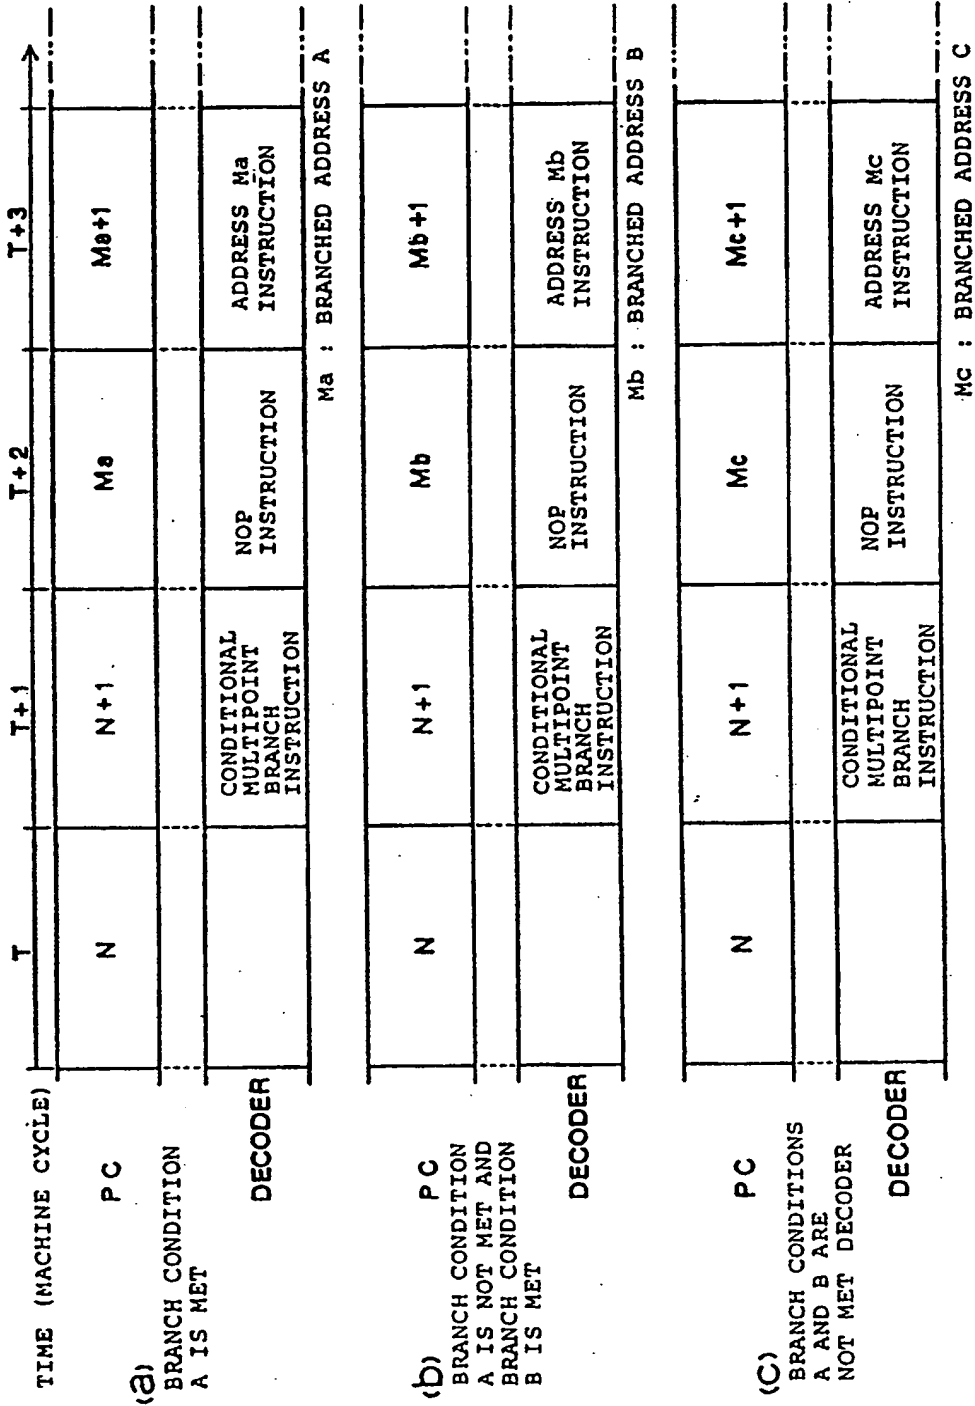 TIME (MACHINE CYCLE)
T T+1 T+2 T+3
(a)
BRANCH CONDITION
A IS MET
PC N N+1 Ma Ma+1
DECODER
CONDITIONAL
MULTIPOINT
BRANCH
INSTRUCTION
NOP
INSTRUCTION
ADDRESS Ma
INSTRUCTION
Ma : BRANCHED ADDRESS A
(b)
BRANCH CONDITION
A IS NOT MET AND
BRANCH CONDITION
B IS MET
PC N N+1 Mb Mb+1
DECODER
CONDITIONAL
MULTIPOINT
BRANCH
INSTRUCTION
NOP
INSTRUCTION
ADDRESS Mb
INSTRUCTION
Mb : BRANCHED ADDRESS B
(C)
BRANCH CONDITIONS
A AND B ARE
NOT MET DECODER
PC N N+1 Mc Mc+1
DECODER
CONDITIONAL
MULTIPOINT
BRANCH
INSTRUCTION
NOP
INSTRUCTION
ADDRESS Mc
INSTRUCTION
Mc : BRANCHED ADDRESS C